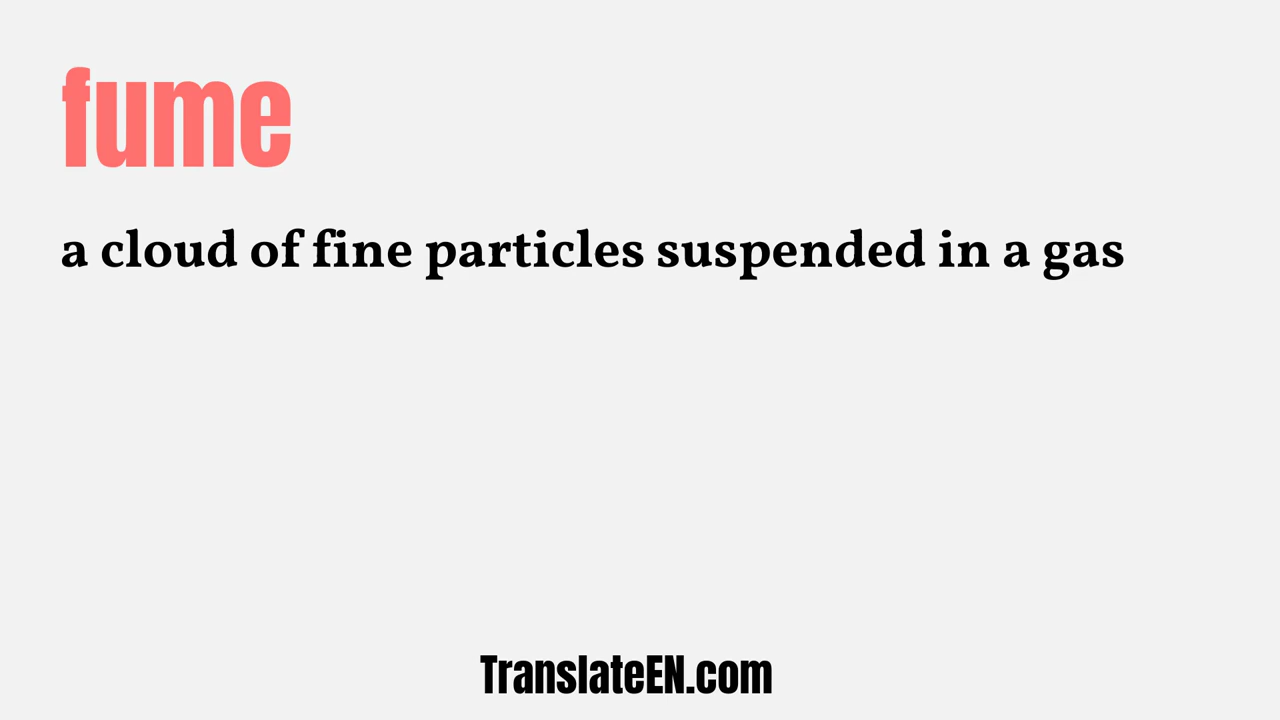 fume
a cloud of fine particles suspended in a gas
TranslateEN.com